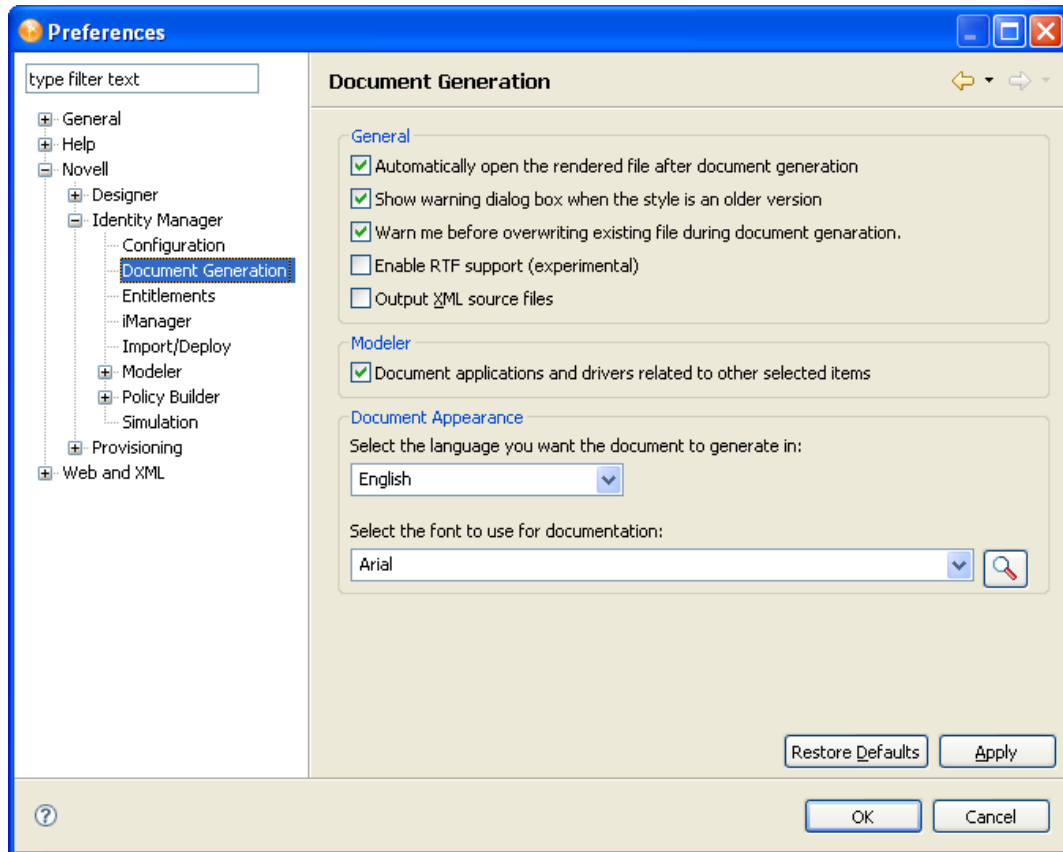 Preferences
type filter text
General
Help
Novell
Designer
Identity Manager
Configuration
Document Generation
Entitlements
iManager
Import/Deploy
Modeler
Policy Builder
Simulation
Provisioning
Web and XML
Document Generation
General
Automatically open the rendered file after document generation
Show warning dialog box when the style is an older version
Warn me before overwriting existing file during document genaration.
Enable RTF support (experimental)
Output XML source files
Modeler
Document applications and drivers related to other selected items
Document Appearance
Select the language you want the document to generate in:
English
Select the font to use for documentation:
Arial
Restore Defaults
Apply
OK
Cancel